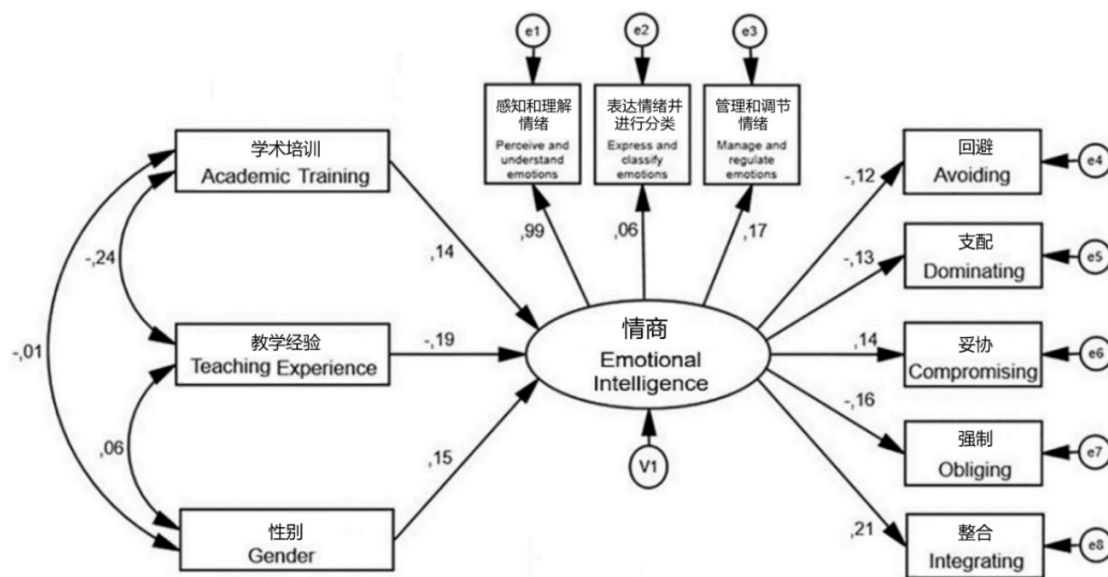 e1
e2
e3
感知和理解
情绪
Perceive and
understand
emotions
表达情绪并
进行分类
Express and
classify
emotions
管理和调节
情绪
Manage and
regulate
emotions
学术培训
Academic Training
教学经验
Teaching Experience
性别
Gender
-,01
-,24
,06
,14
-,19
,15
,99
,06
,17
情商
Emotional
Intelligence
V1
-,12
-,13
,14
-,16
,21
回避
Avoiding
e4
支配
Dominating
e5
妥协
Compromising
e6
强制
Obliging
e7
整合
Integrating
e8